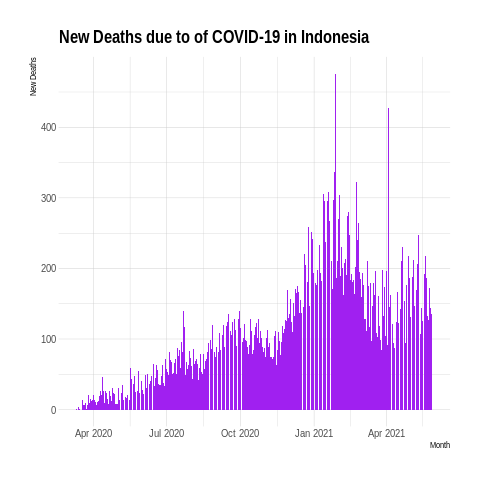 New Deaths due to of COVID-19 in Indonesia
New Deaths
400
300
200
100
0
Apr 2020 Jul 2020 Oct 2020 Jan 2021 Apr 2021
Month